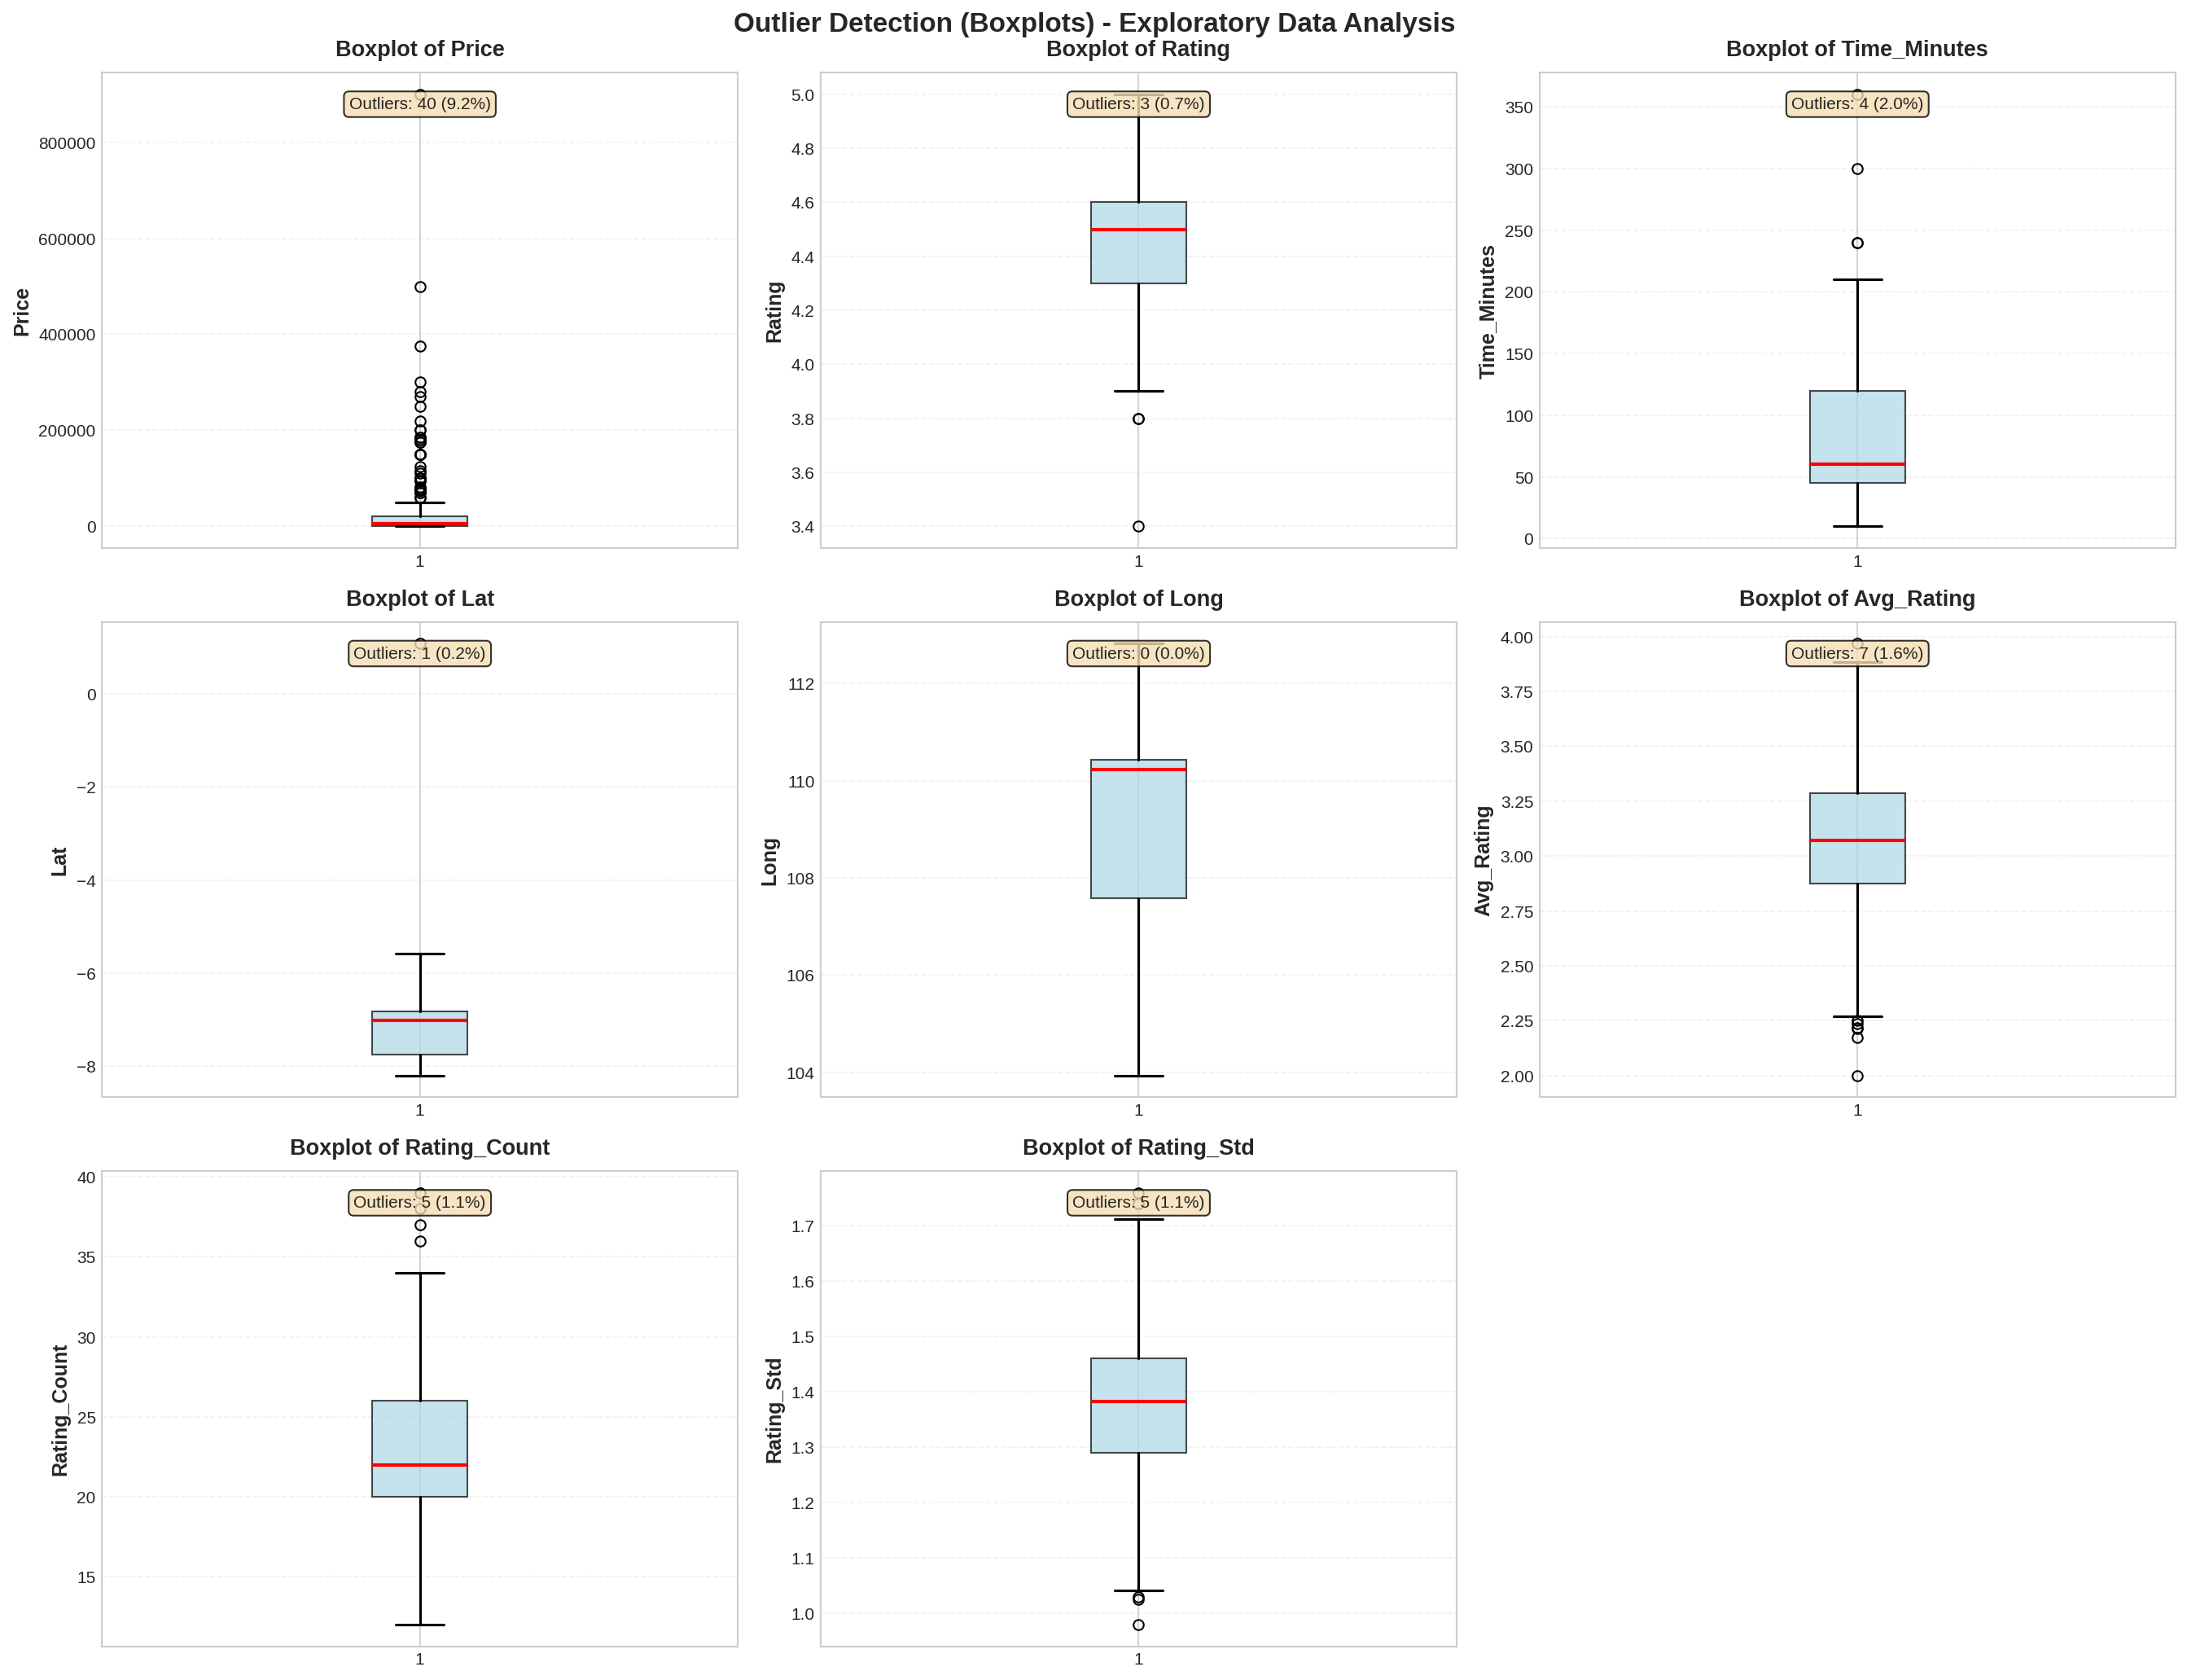 Outlier Detection (Boxplots) - Exploratory Data Analysis
Boxplot of Price
Outliers: 40 (9.2%)
Price
800000
600000
400000
200000
0
1
Boxplot of Rating
Outliers: 3 (0.7%)
Rating
5.0
4.8
4.6
4.4
4.2
4.0
3.8
3.6
3.4
1
Boxplot of Time_Minutes
Outliers: 4 (2.0%)
Time_Minutes
350
300
250
200
150
100
50
0
1
Boxplot of Lat
Outliers: 1 (0.2%)
Lat
0
−2
−4
−6
−8
1
Boxplot of Long
Outliers: 0 (0.0%)
Long
112
110
108
106
104
1
Boxplot of Avg_Rating
Outliers: 7 (1.6%)
Avg_Rating
4.00
3.75
3.50
3.25
3.00
2.75
2.50
2.25
2.00
1
Boxplot of Rating_Count
Outliers: 5 (1.1%)
Rating_Count
40
35
30
25
20
15
1
Boxplot of Rating_Std
Outliers: 5 (1.1%)
Rating_Std
1.7
1.6
1.5
1.4
1.3
1.2
1.1
1.0
1